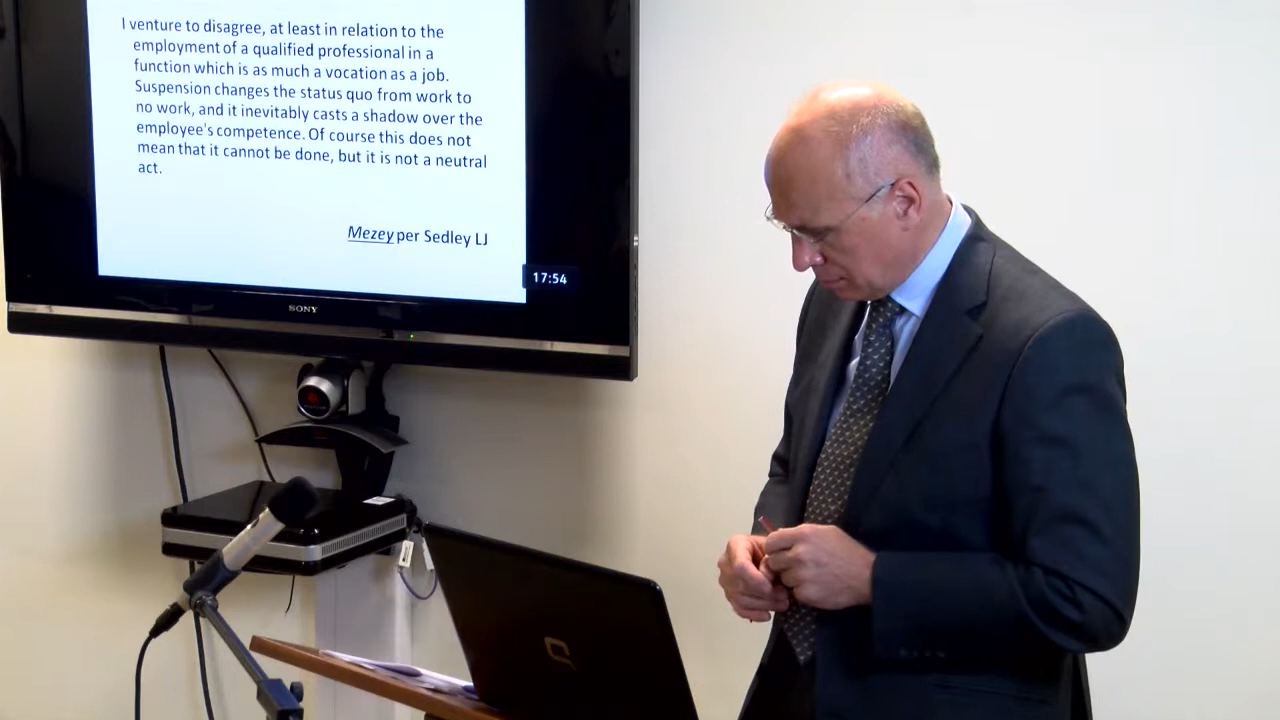 I venture to disagree, at least in relation to the
employment of a qualified professional in a
function which is as much a vocation as a job.
Suspension changes the status quo from work to
no work, and it inevitably casts a shadow over the
employee's competence. Of course this does not
mean that it cannot be done, but it is not a neutral
act.
Mezey per Sedley LJ
17:54
SONY